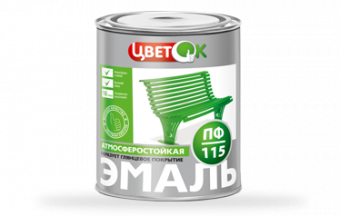 ЦВЕТОК
АТМОСФЕРОСТОЙКАЯ
ГЛЯНЦЕВОЕ ПОКРЫТИЕ
ПФ
115
ЭМАЛЬ